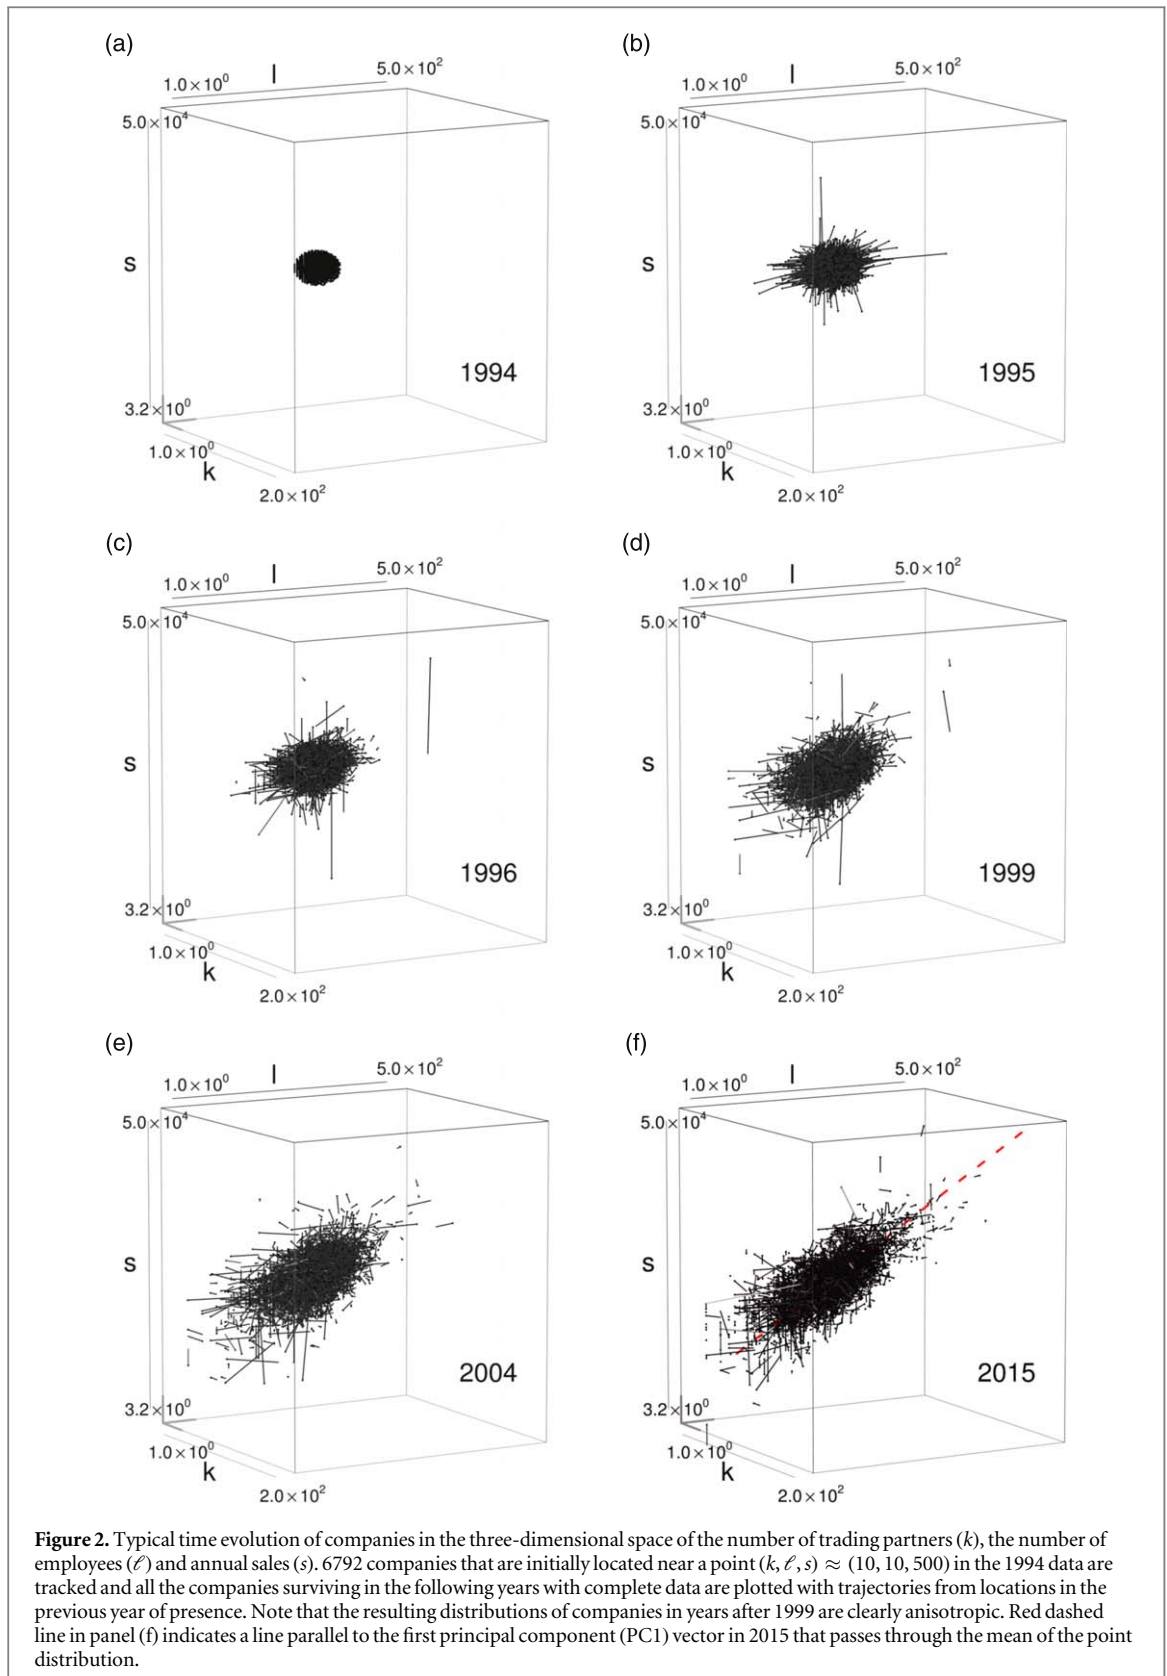 (a)
1.0×10⁰ l 5.0×10²
5.0×10⁴
s
1994
3.2×10⁰
1.0×10⁰
k
2.0×10²
(b)
1.0×10⁰ l 5.0×10²
5.0×10⁴
s
1995
3.2×10⁰
1.0×10⁰
k
2.0×10²
(c)
1.0×10⁰ l 5.0×10²
5.0×10⁴
s
1996
3.2×10⁰
1.0×10⁰
k
2.0×10²
(d)
1.0×10⁰ l 5.0×10²
5.0×10⁴
s
1999
3.2×10⁰
1.0×10⁰
k
2.0×10²
(e)
1.0×10⁰ l 5.0×10²
5.0×10⁴
s
2004
3.2×10⁰
1.0×10⁰
k
2.0×10²
(f)
1.0×10⁰ l 5.0×10²
5.0×10⁴
s
2015
3.2×10⁰
1.0×10⁰
k
2.0×10²
Figure 2. Typical time evolution of companies in the three-dimensional space of the number of trading partners (k), the number of
employees (ℓ) and annual sales (s). 6792 companies that are initially located near a point (k, ℓ, s) ≈ (10, 10, 500) in the 1994 data are
tracked and all the companies surviving in the following years with complete data are plotted with trajectories from locations in the
previous year of presence. Note that the resulting distributions of companies in years after 1999 are clearly anisotropic. Red dashed
line in panel (f) indicates a line parallel to the first principal component (PC1) vector in 2015 that passes through the mean of the point
distribution.